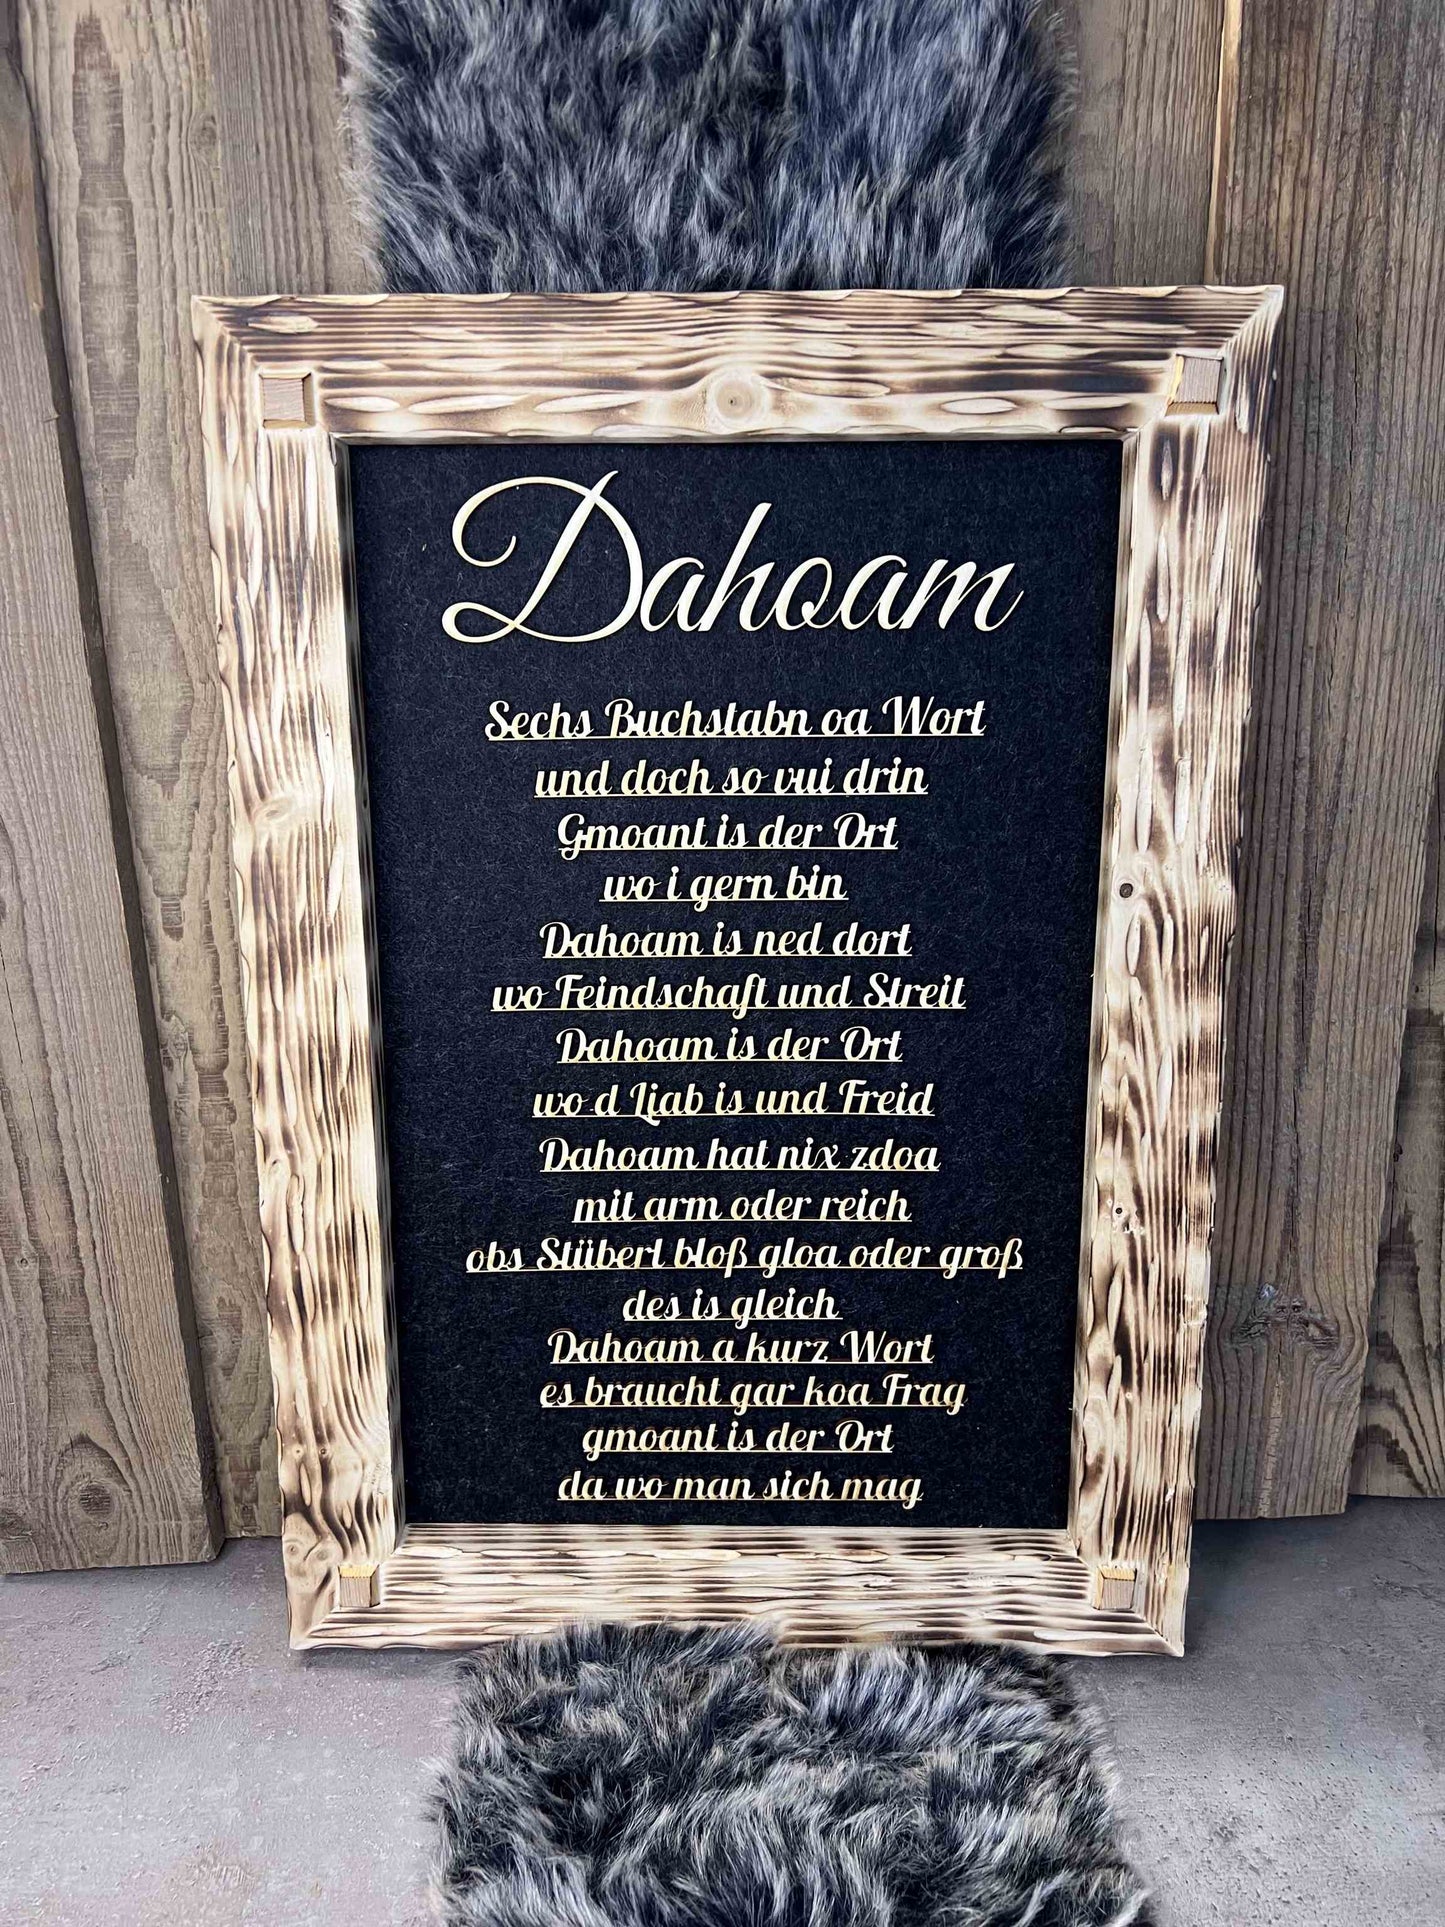 Dahoam
Sechs Buchstabn oa Wort
und doch so vui drin
Gmoant is der Ort
wo i gern bin
Dahoam is ned dort
wo Feindschaft und Streit
Dahoam is der Ort
wo d Liab is und Freid
Dahoam hat nix zdoa
mit arm oder reich
obs Stüberl bloß gloa oder groß
des is gleich
Dahoam a kurz Wort
es braucht gar koa Frag
gmoant is der Ort
da wo man sich mag